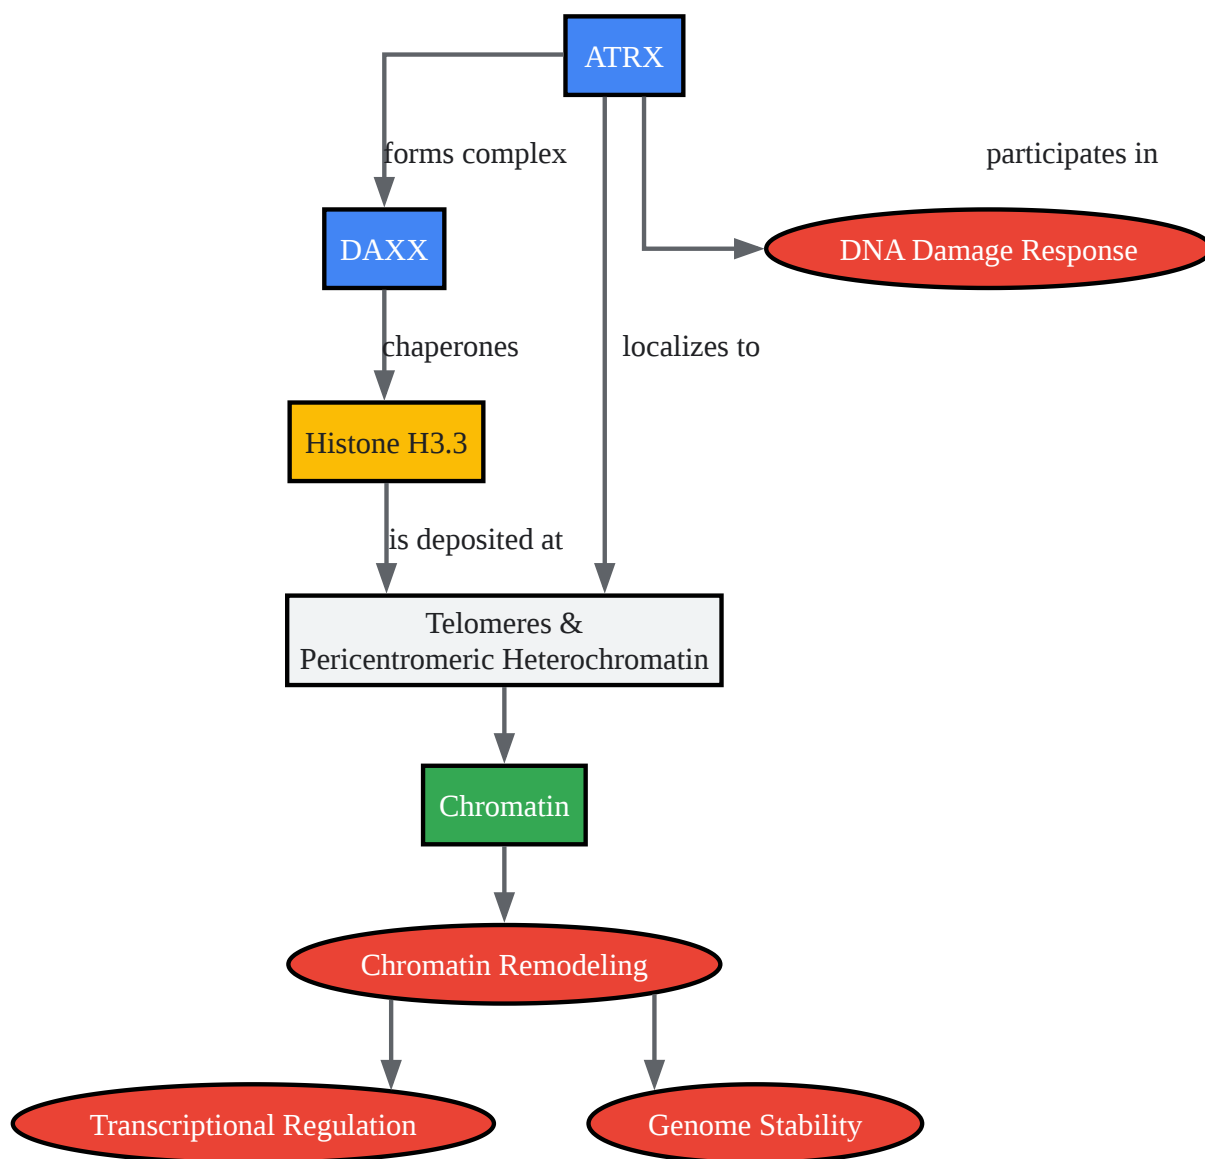 ATRX
forms complex
participates in
DAXX
DNA Damage Response
chaperones
localizes to
Histone H3.3
is deposited at
Telomeres &
Pericentromeric Heterochromatin
Chromatin
Chromatin Remodeling
Transcriptional Regulation
Genome Stability